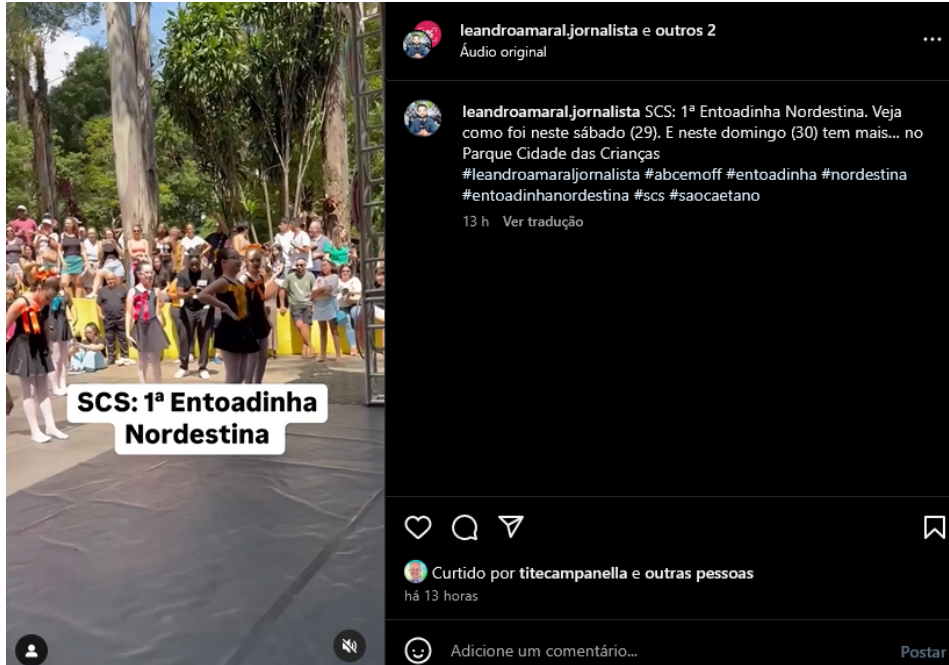 leandroamaral.jornalista e outros 2
Áudio original
leandroamaral.jornalista SCS: 1ª Entoadinha Nordestina. Veja
como foi neste sábado (29). E neste domingo (30) tem mais... no
Parque Cidade das Crianças
#leandroamaraljornalista #abcemoff #entoadinha #nordestina
#entoadinhanordestina #scs #saocaetano
13 h Ver tradução
SCS: 1ª Entoadinha
Nordestina
Curtido por titecampanella e outras pessoas
há 13 horas
Adicione um comentário...
Postar